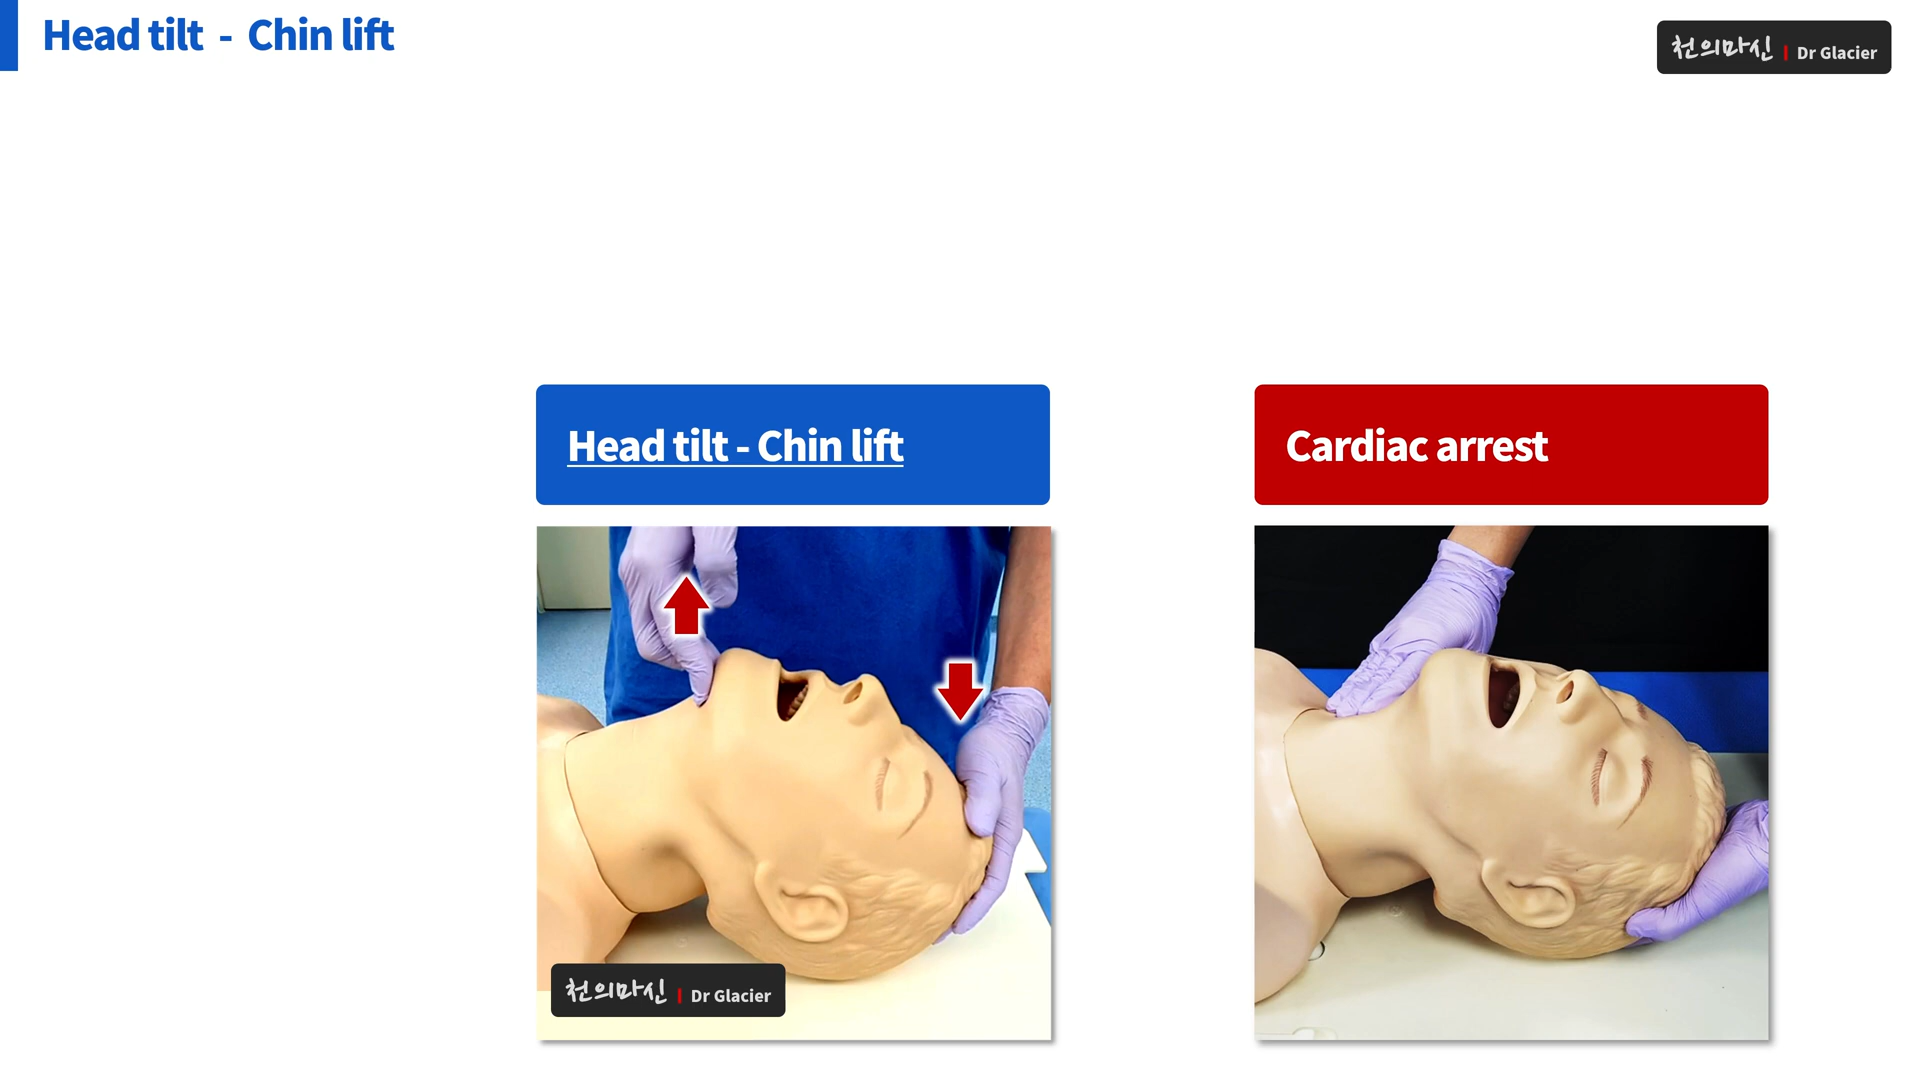 Head tilt - Chin lift
천의마신 | Dr Glacier
Head tilt - Chin lift
Cardiac arrest
천의마신 | Dr Glacier